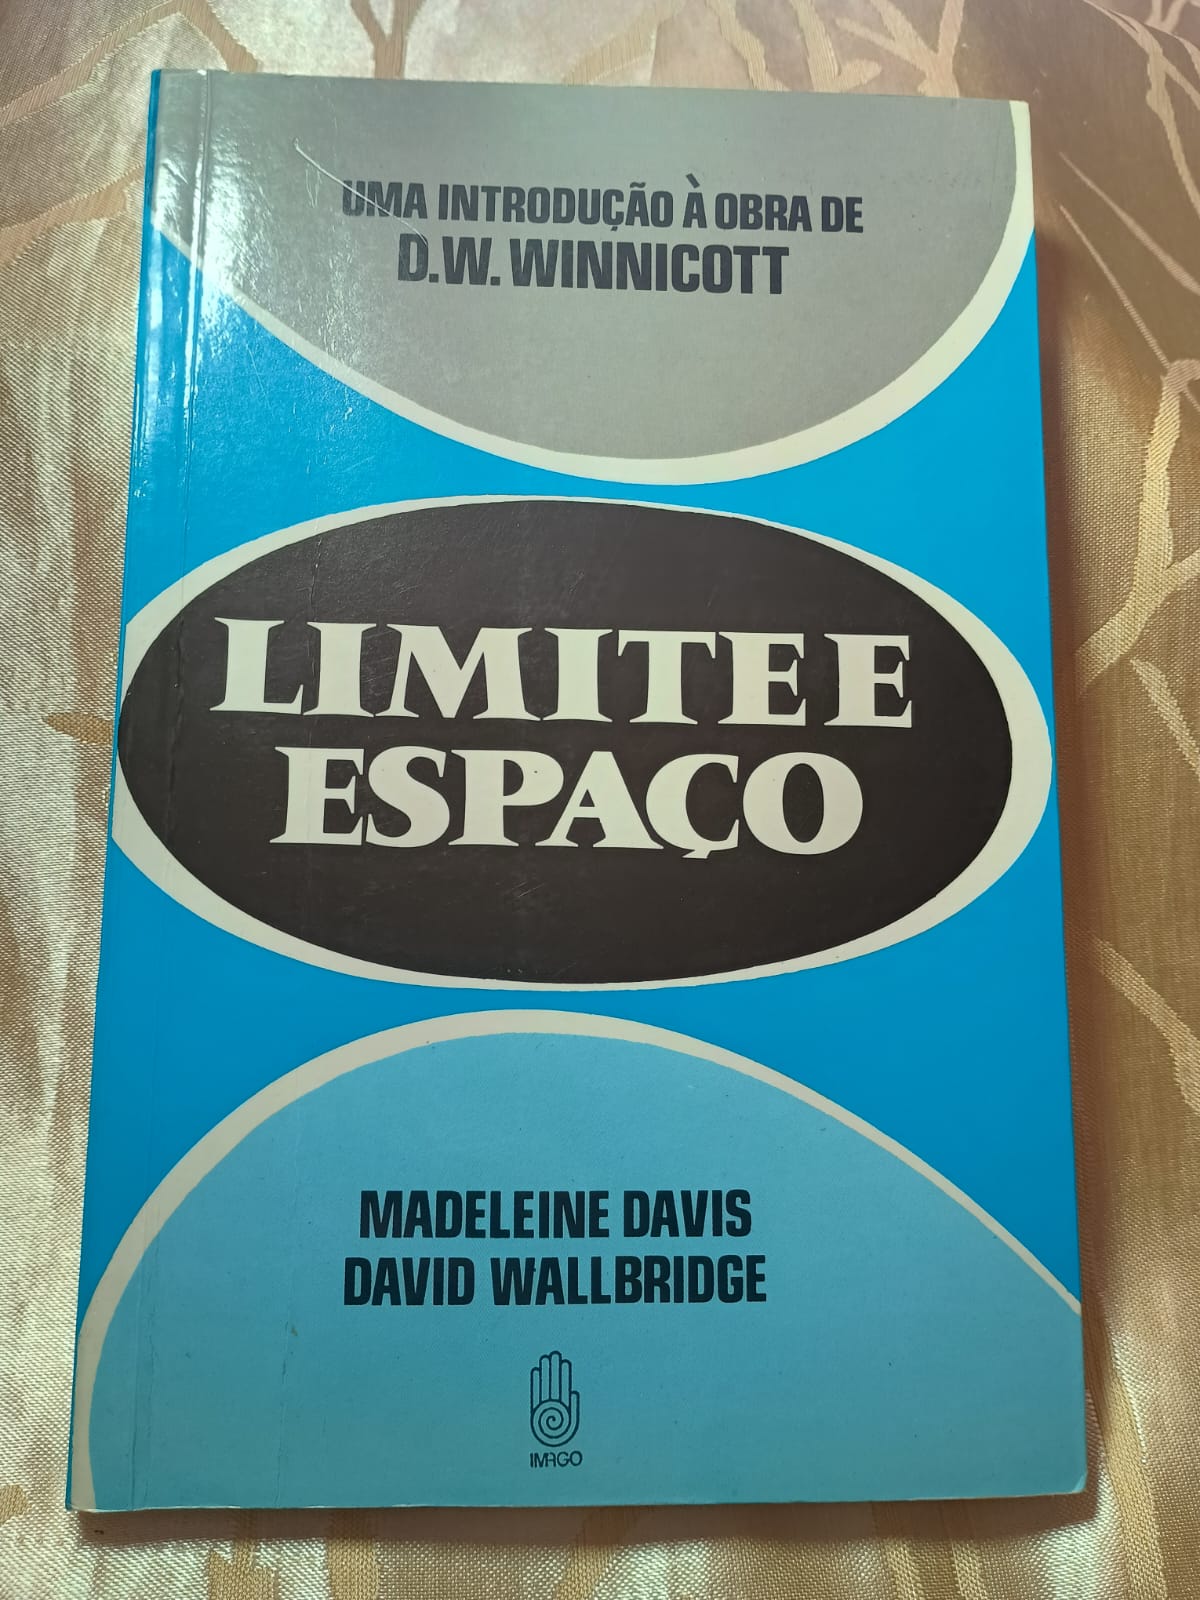 UMA INTRODUÇÃO À OBRA DE
D.W. WINNICOTT
LIMITE E
ESPAÇO
MADELEINE DAVIS
DAVID WALLBRIDGE
IMAGO